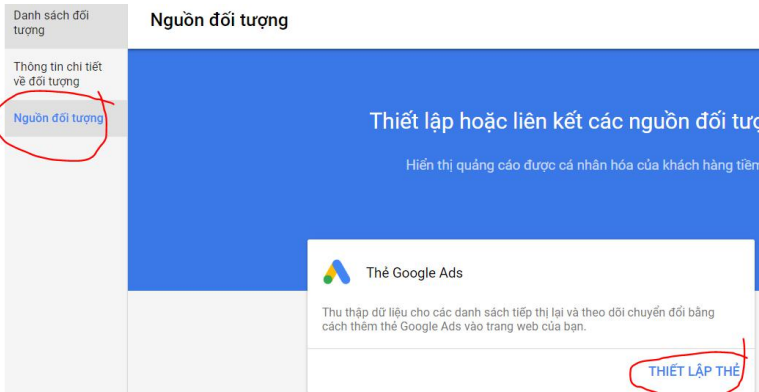 Danh sách đối
tượng
Nguồn đối tượng
Thông tin chi tiết
về đối tượng
Nguồn đối tượng
Thiết lập hoặc liên kết các nguồn đối
Hiển thị quảng cáo được cá nhân hóa của khách hàng
Thẻ Google Ads
Thu thập dữ liệu cho các danh sách tiếp thị lại và theo dõi chuyển đổi bằng
cách thêm thẻ Google Ads vào trang web của bạn.
THIẾT LẬP THẺ